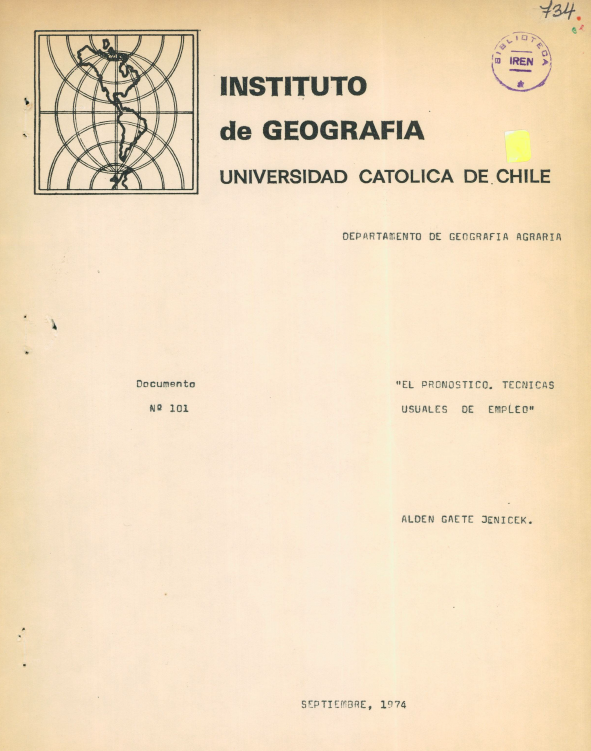 734.
BIBLIOTECA
IREN
INSTITUTO
de GEOGRAFIA
UNIVERSIDAD CATOLICA DE CHILE
DEPARTAMENTO DE GEOGRAFIA AGRARIA
Documento
Nº 101
"EL PRONOSTICO. TECNICAS
USUALES DE EMPLEO"
ALDEN GAETE JENICEK.
SEPTIEMBRE, 1974